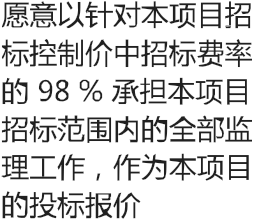 愿意以针对本项目招
标控制价中招标费率
的 98 % 承担本项目
招标范围内的全部监
理工作，作为本项目
的投标报价